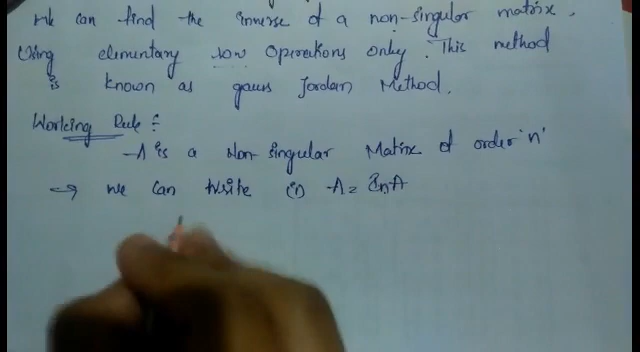 We can find the inverse of a non-singular matrix.
Using elementary row operations only. This method
is known as gauss Jordan Method.
Working Rule :-
A is a Non singular Matrix of order 'n'
→ we can write (i) A = InA